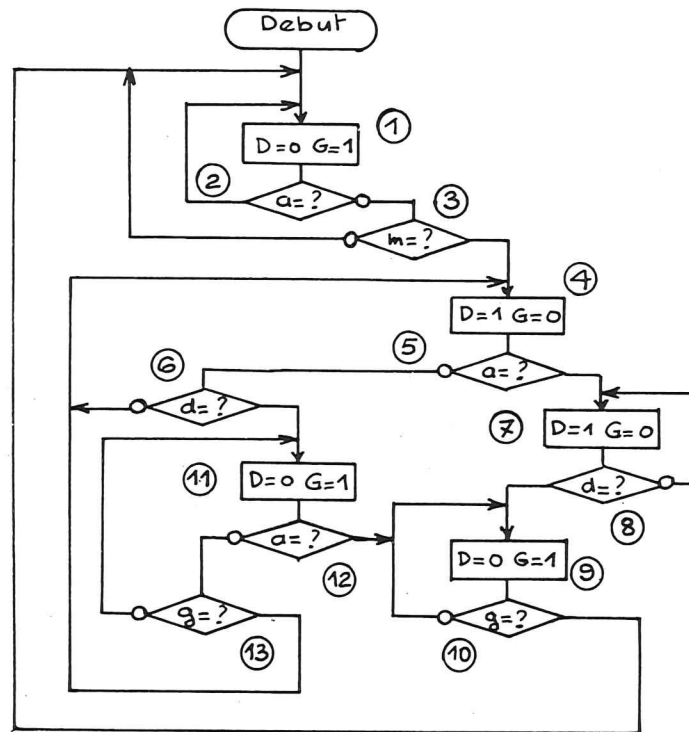 Debut
1
D=0 G=1
2
a=?
3
m=?
4
D=1 G=0
5
a=?
6
d=?
7
D=1 G=0
d=?
8
11
D=0 G=1
a=?
12
D=0 G=1
9
g=?
13
g=?
10